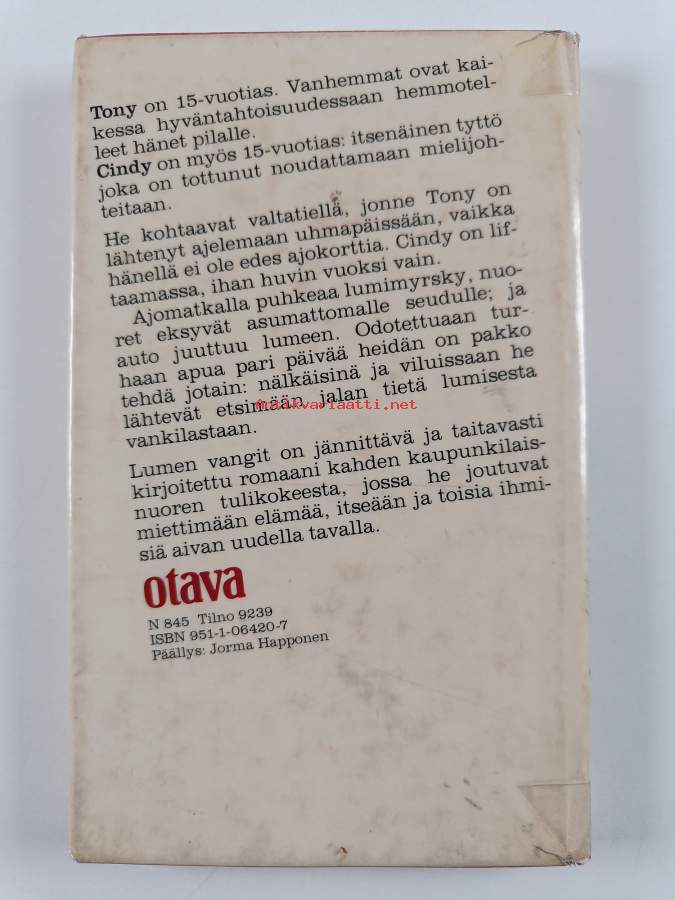 Tony on 15-vuotias. Vanhemmat ovat kai-
kessa hyväntahtoisuudessaan hemmotel-
leet hänet pilalle.
Cindy on myös 15-vuotias: itsenäinen tyttö
joka on tottunut noudattamaan mielijoh-
teitaan.
He kohtaavat valtatiellä, jonne Tony on
lähtenyt ajelemaan uhmapäissään, vaikka
hänellä ei ole edes ajokorttia. Cindy on lif-
taamassa, ihan huvin vuoksi vain.
Ajomatkalla puhkeaa lumimyrsky, nuo-
ret eksyvät asumattomalle seudulle; ja
auto juuttuu lumeen. Odotettuaan tur-
haan apua pari päivää heidän on pakko
tehdä jotain: nälkäisinä ja viluissaan he
lähtevät etsimään jalan tietä lumisesta
vankilastaan.
Antikvariaatti.net
Lumen vangit on jännittävä ja taitavasti
kirjoitettu romaani kahden kaupunkilais-
nuoren tulikokeesta, jossa he joutuvat
miettimään elämää, itseään ja toisia ihmi-
siä aivan uudella tavalla.
otava
N 845 Tilno 9239
ISBN 951-1-06420-7
Päällys: Jorma Happonen